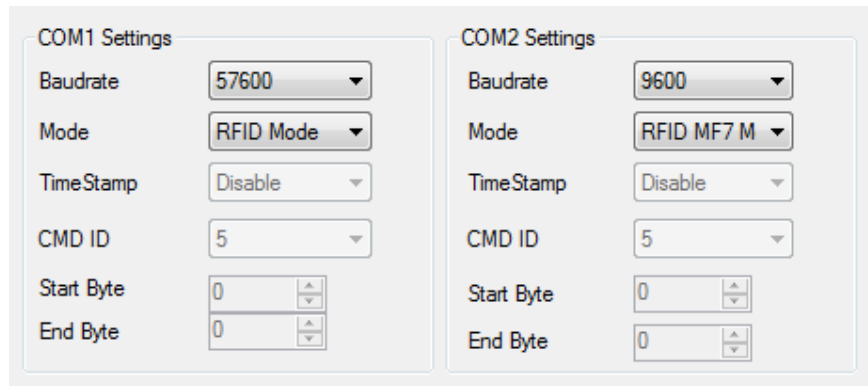 COM1 Settings
Baudrate 57600
Mode RFID Mode
TimeStamp Disable
CMD ID 5
Start Byte 0
End Byte 0
COM2 Settings
Baudrate 9600
Mode RFID MF7 M
TimeStamp Disable
CMD ID 5
Start Byte 0
End Byte 0